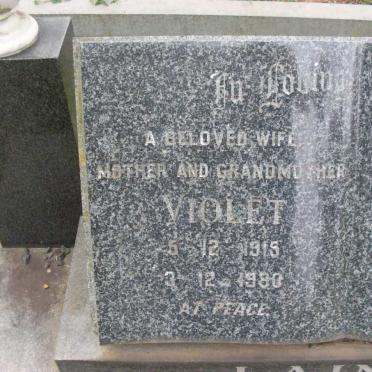 In Loving
A BELOVED WIFE
MOTHER AND GRANDMOTHER
VIOLET
5-12-1915
3-12-1980
AT PEACE.